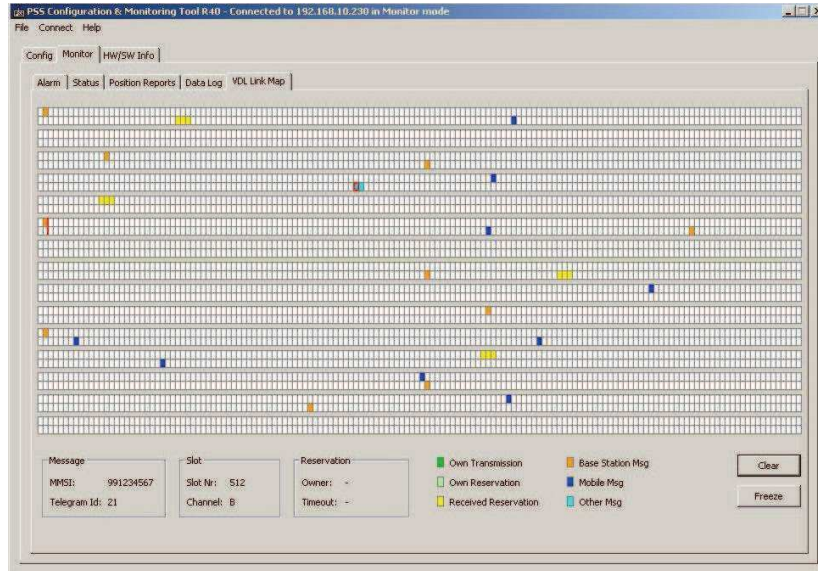 PSS Configuration & Monitoring Tool R40 - Connected to 192.168.10.230 in Monitor mode
File Connect Help
Config Monitor HW/SW Info
Alarm Status Position Reports Data Log VDL Link Map
Message
MMSI: 991234567
Telegram Id: 21
Slot
Slot Nr: 512
Channel: B
Reservation
Owner: -
Timeout: -
Own Transmission
Own Reservation
Received Reservation
Base Station Msg
Mobile Msg
Other Msg
Clear
Freeze